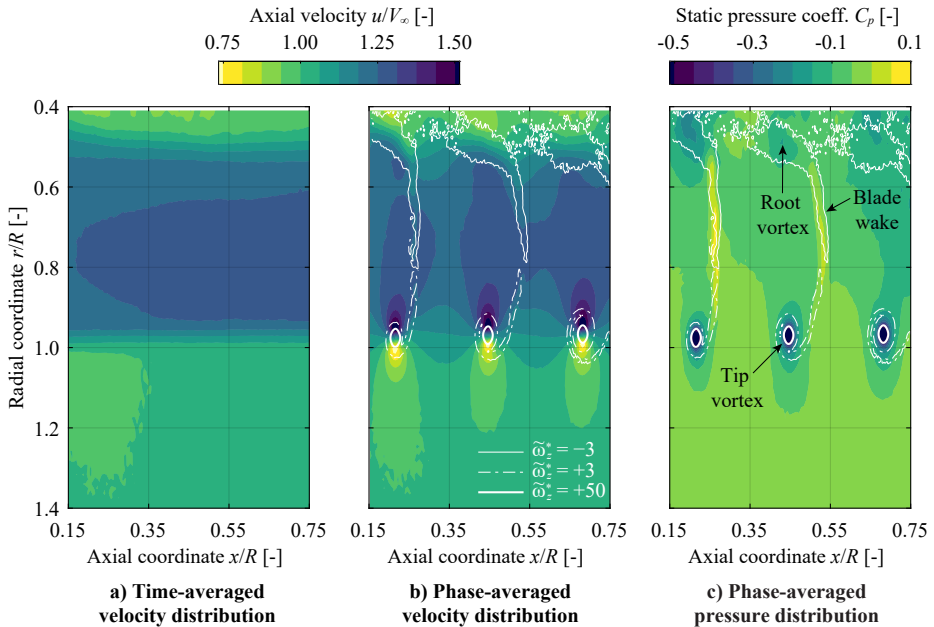 Axial velocity u/V∞ [-]
0.75 1.00 1.25 1.50
Static pressure coeff. Cp [-]
-0.5 -0.3 -0.1 0.1
Radial coordinate r/R [-]
0.4
0.6
0.8
1.0
1.2
1.4
0.15 0.35 0.55 0.75
Axial coordinate x/R [-]
a) Time-averaged
velocity distribution
ω̃*z = −3
ω̃*z = +3
ω̃*z = +50
0.15 0.35 0.55 0.75
Axial coordinate x/R [-]
b) Phase-averaged
velocity distribution
Root
vortex
Blade
wake
Tip
vortex
0.15 0.35 0.55 0.75
Axial coordinate x/R [-]
c) Phase-averaged
pressure distribution